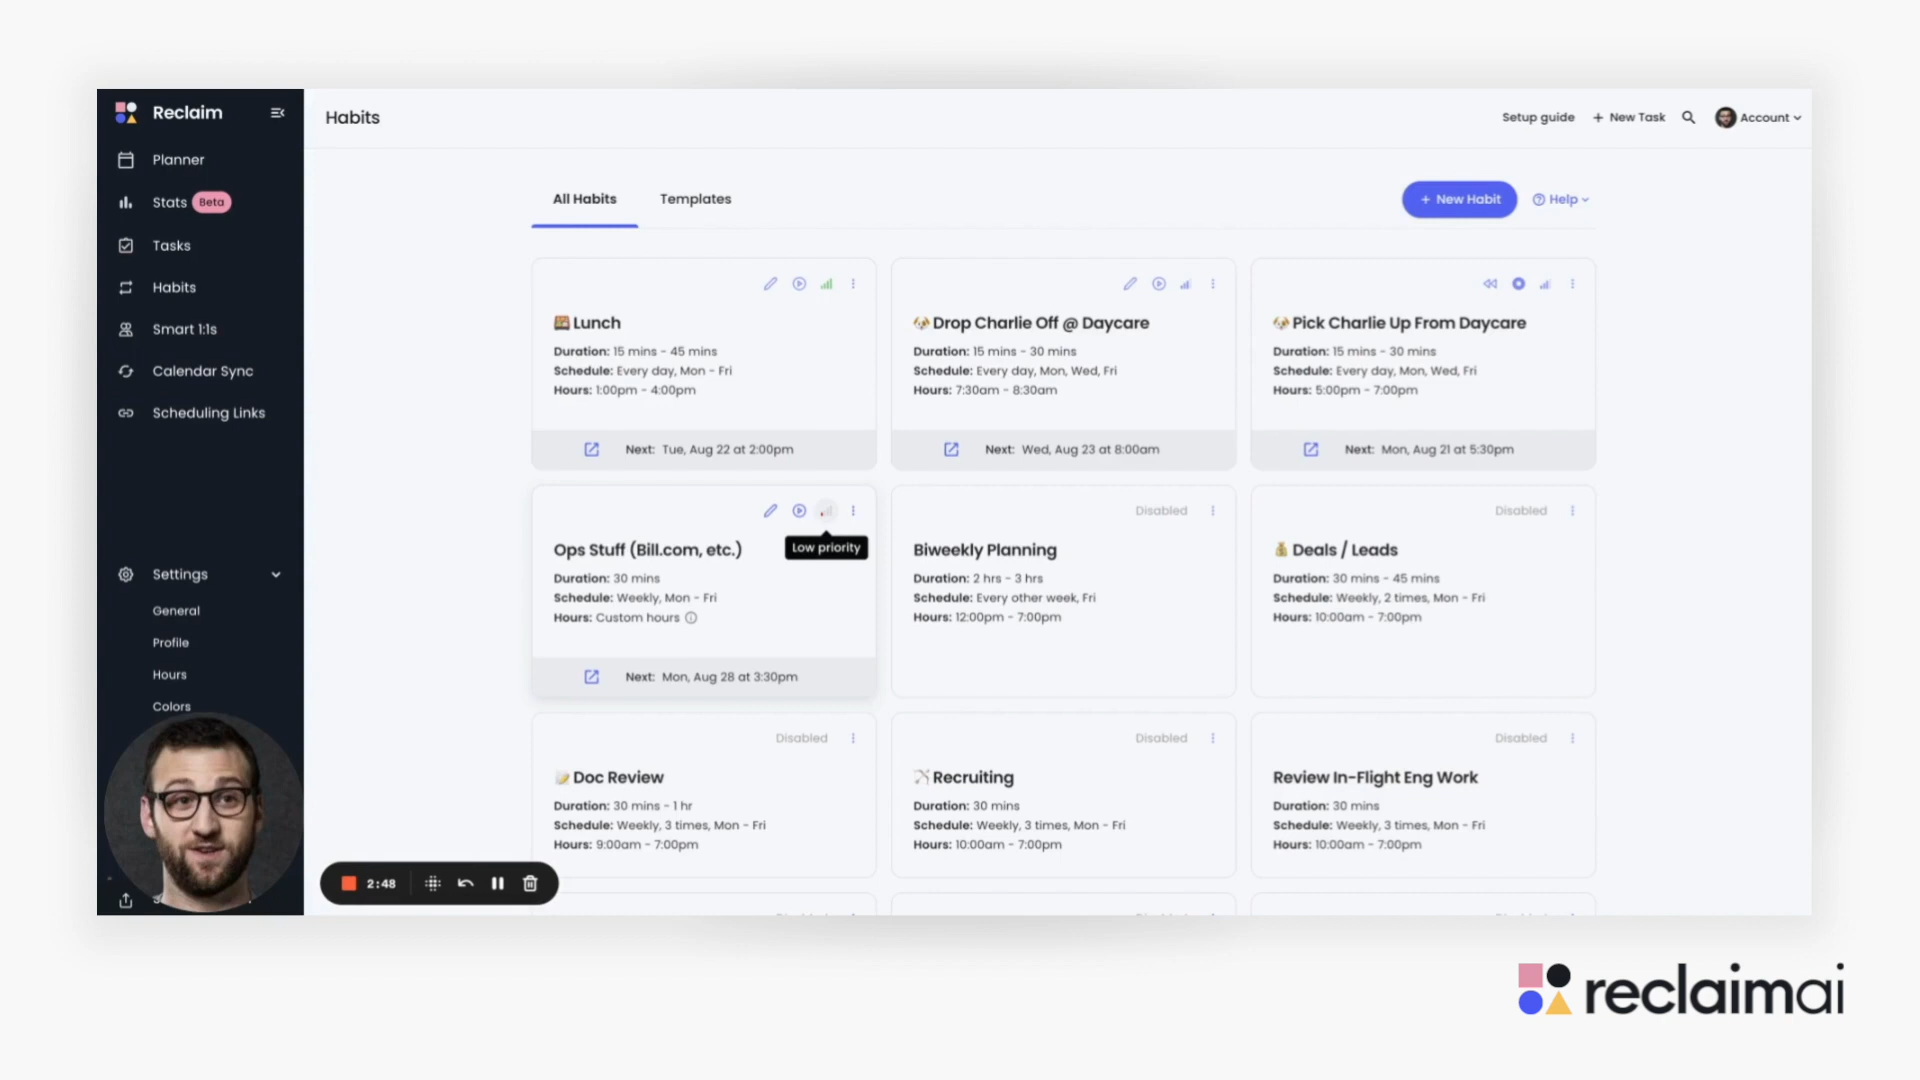 Reclaim
Planner
Stats Beta
Tasks
Habits
Smart 1:1s
Calendar Sync
Scheduling Links
Settings
General
Profile
Hours
Colors
Habits
Setup guide
+ New Task
Account
All Habits
Templates
+ New Habit
Help
Lunch
Duration: 15 mins - 45 mins
Schedule: Every day, Mon - Fri
Hours: 1:00pm - 4:00pm
Next: Tue, Aug 22 at 2:00pm
Drop Charlie Off @ Daycare
Duration: 15 mins - 30 mins
Schedule: Every day, Mon, Wed, Fri
Hours: 7:30am - 8:30am
Next: Wed, Aug 23 at 8:00am
Pick Charlie Up From Daycare
Duration: 15 mins - 30 mins
Schedule: Every day, Mon, Wed, Fri
Hours: 5:00pm - 7:00pm
Next: Mon, Aug 21 at 5:30pm
Low priority
Ops Stuff (Bill.com, etc.)
Duration: 30 mins
Schedule: Weekly, Mon - Fri
Hours: Custom hours
Next: Mon, Aug 28 at 3:30pm
Disabled
Biweekly Planning
Duration: 2 hrs - 3 hrs
Schedule: Every other week, Fri
Hours: 12:00pm - 7:00pm
Disabled
Deals / Leads
Duration: 30 mins - 45 mins
Schedule: Weekly, 2 times, Mon - Fri
Hours: 10:00am - 7:00pm
Disabled
Doc Review
Duration: 30 mins - 1 hr
Schedule: Weekly, 3 times, Mon - Fri
Hours: 9:00am - 7:00pm
Disabled
Recruiting
Duration: 30 mins
Schedule: Weekly, 3 times, Mon - Fri
Hours: 10:00am - 7:00pm
Disabled
Review In-Flight Eng Work
Duration: 30 mins
Schedule: Weekly, 3 times, Mon - Fri
Hours: 10:00am - 7:00pm
2:48
reclaimai